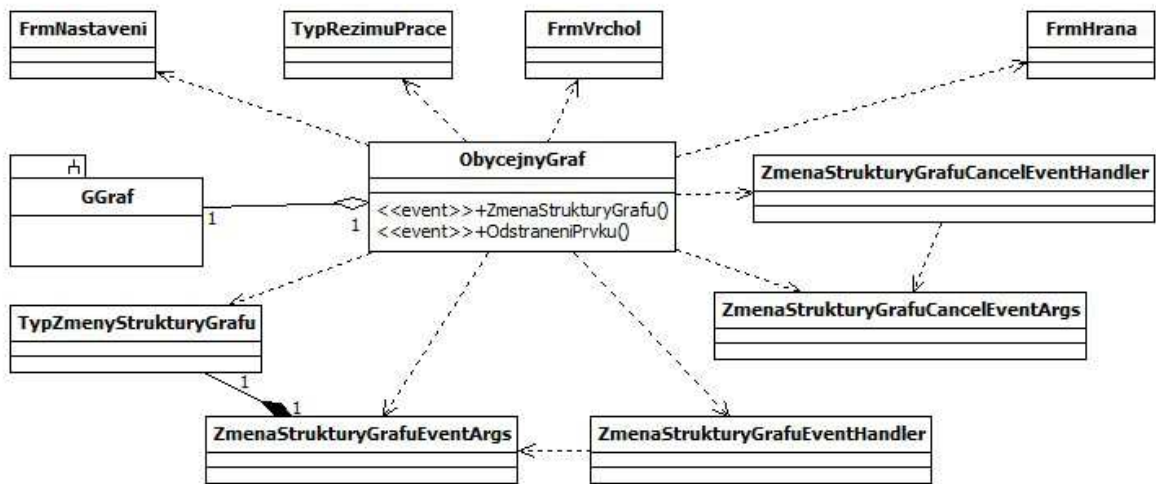 FrmNastaveni
TypRezimuPrace
FrmVrchol
FrmHrana
ObycejnyGraf
<<event>>+ZmenaStrukturyGrafu()
<<event>>+OdstraneniPrvku()
GGraf
1
1
ZmenaStrukturyGrafuCancelEventHandler
ZmenaStrukturyGrafuCancelEventArgs
TypZmenyStrukturyGrafu
1
1
ZmenaStrukturyGrafuEventArgs
ZmenaStrukturyGrafuEventHandler